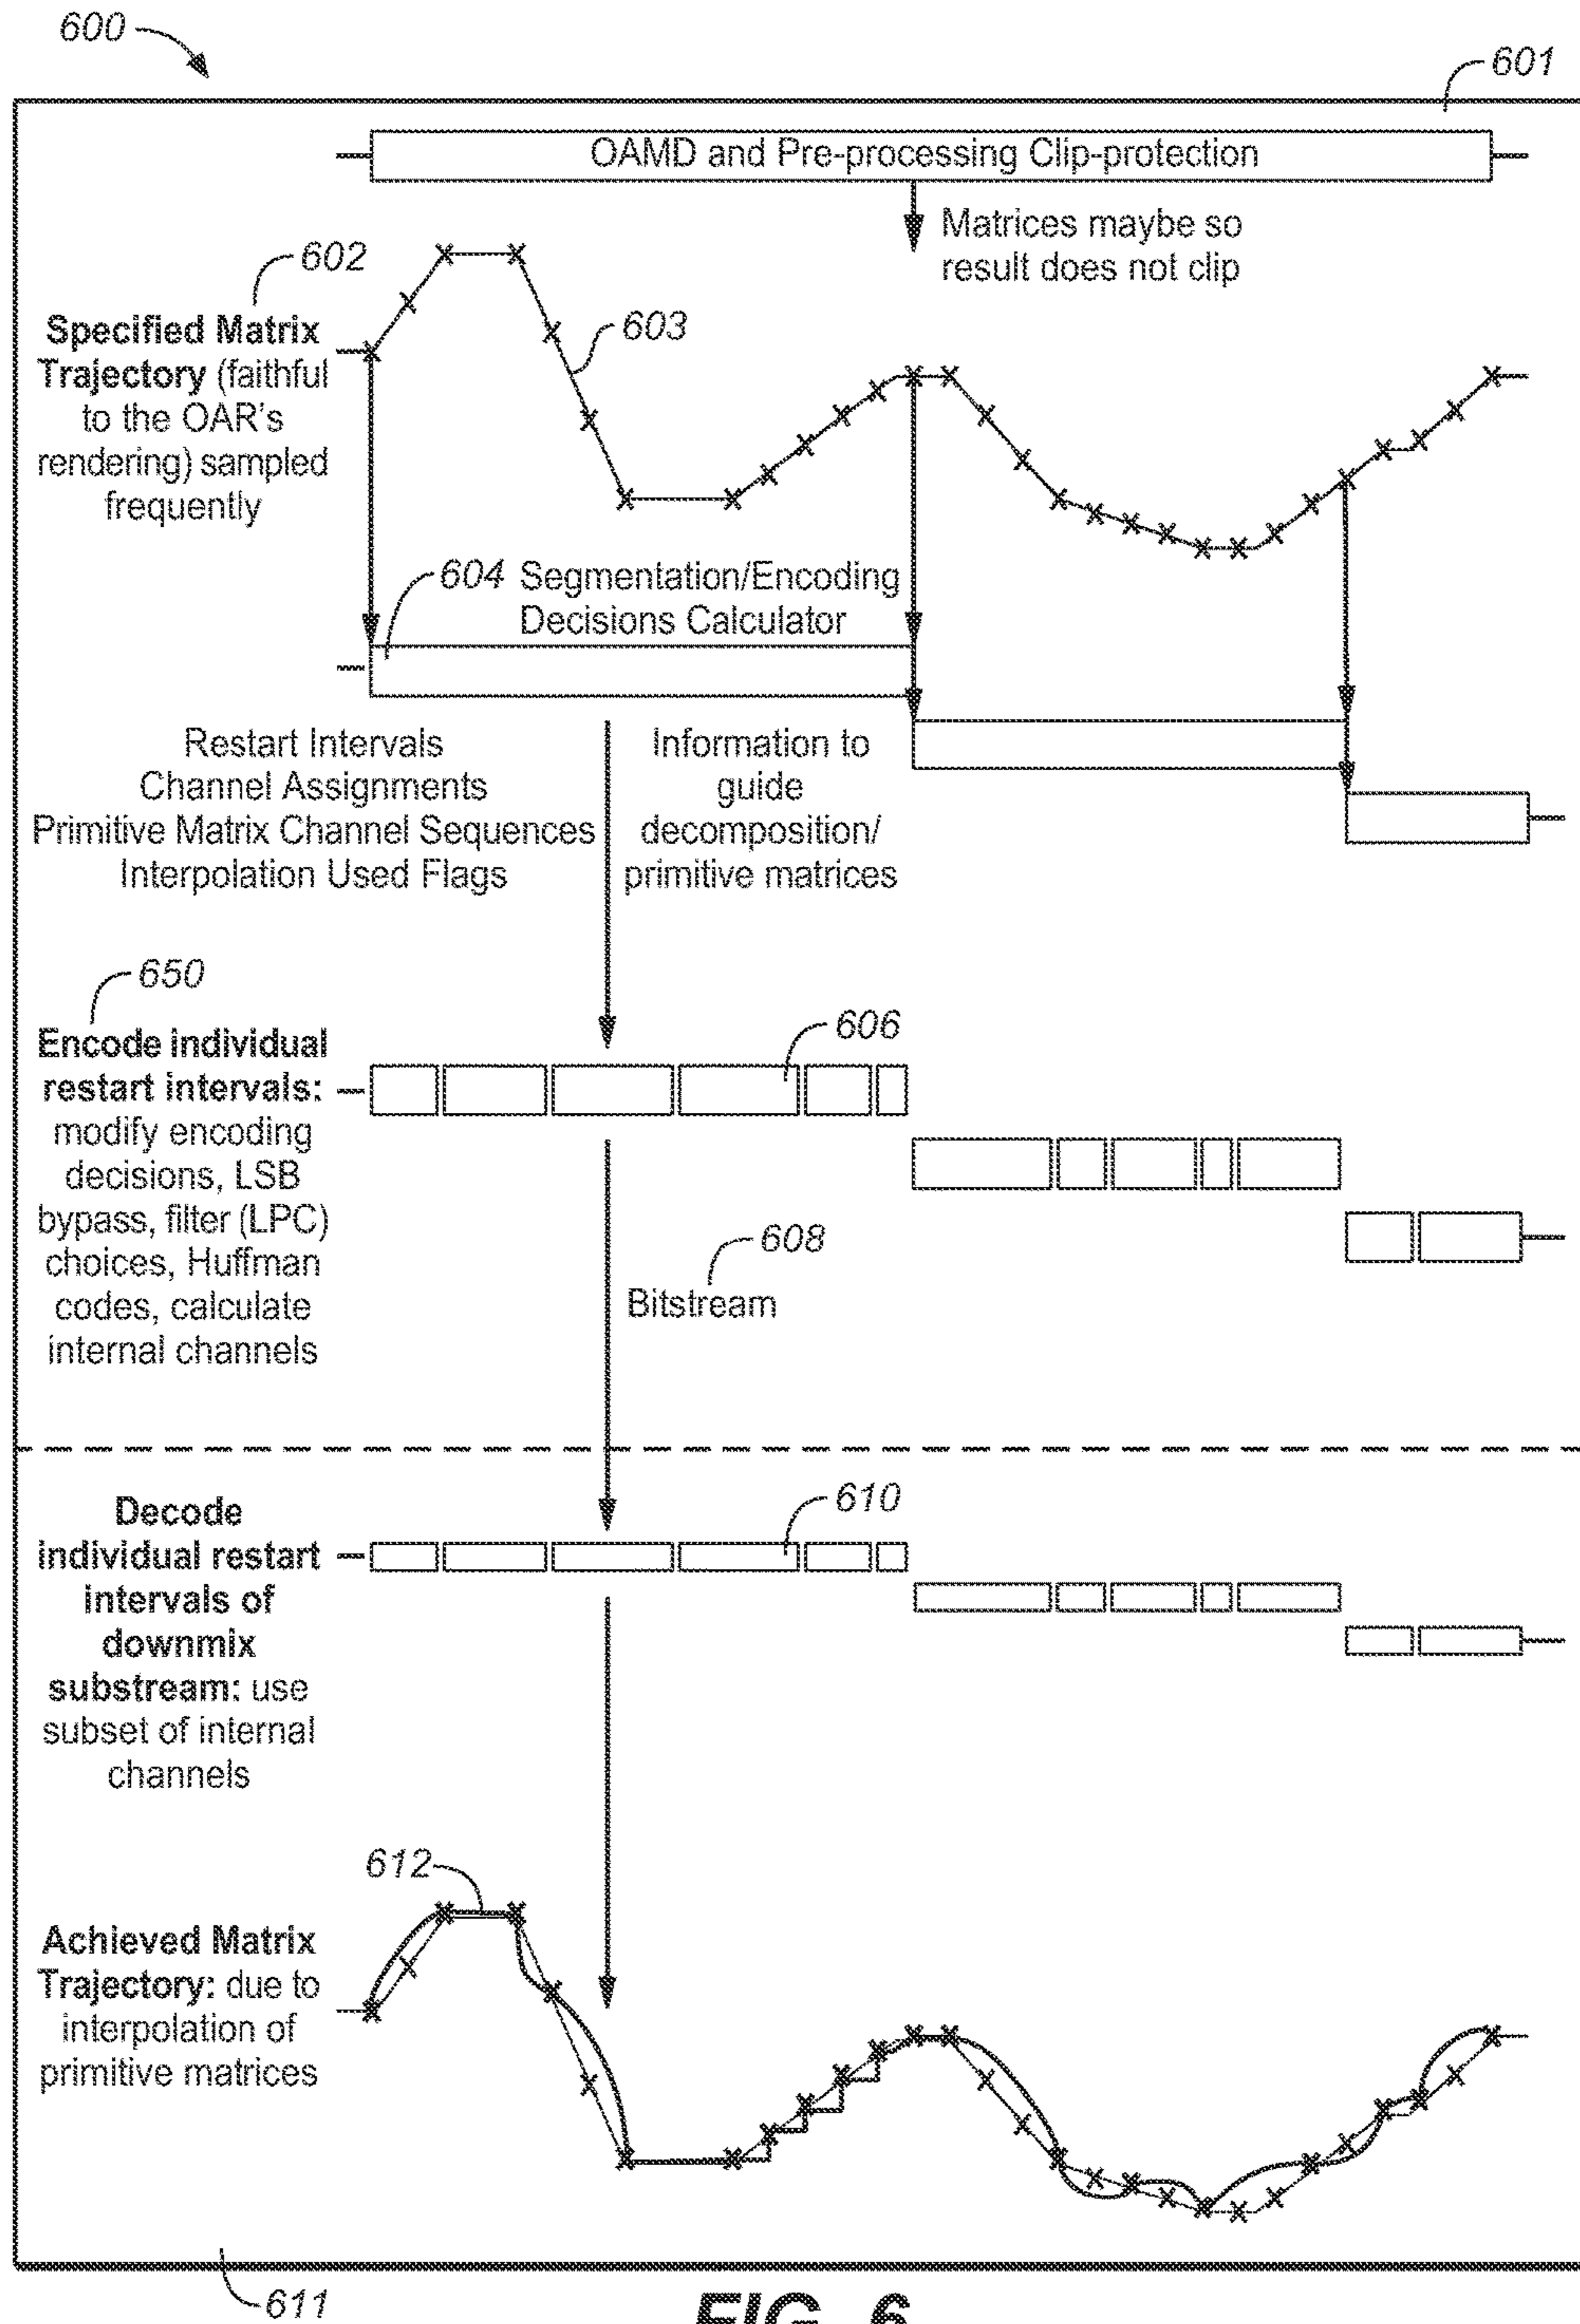 600
601
OAMD and Pre-processing Clip-protection
Matrices maybe so
result does not clip
602
Specified Matrix
Trajectory (faithful
to the OAR's
rendering) sampled
frequently
603
604 Segmentation/Encoding
Decisions Calculator
Restart Intervals
Channel Assignments
Primitive Matrix Channel Sequences
Interpolation Used Flags
Information to
guide
decomposition/
primitive matrices
650
Encode individual
restart intervals:
modify encoding
decisions, LSB
bypass, filter (LPC)
choices, Huffman
codes, calculate
internal channels
606
608
Bitstream
Decode
individual restart
intervals of
downmix
substream: use
subset of internal
channels
610
612
Achieved Matrix
Trajectory: due to
interpolation of
primitive matrices
611
FIG. 6